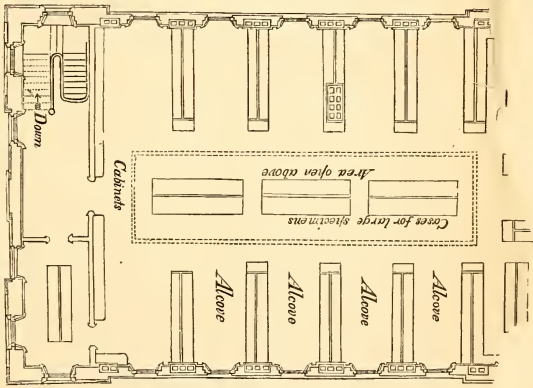 Down
Cabinets
Area open above
Cases for large specimens
Alcove
Alcove
Alcove
Alcove